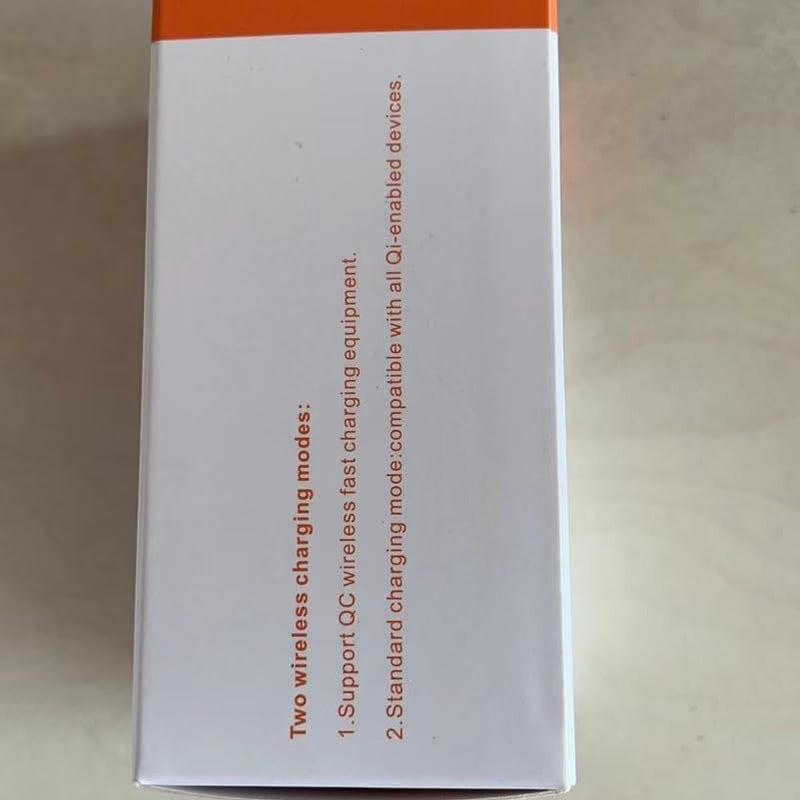 Two wireless charging modes:
1.Support QC wireless fast charging equipment.
2.Standard charging mode:compatible with all Qi-enabled devices.